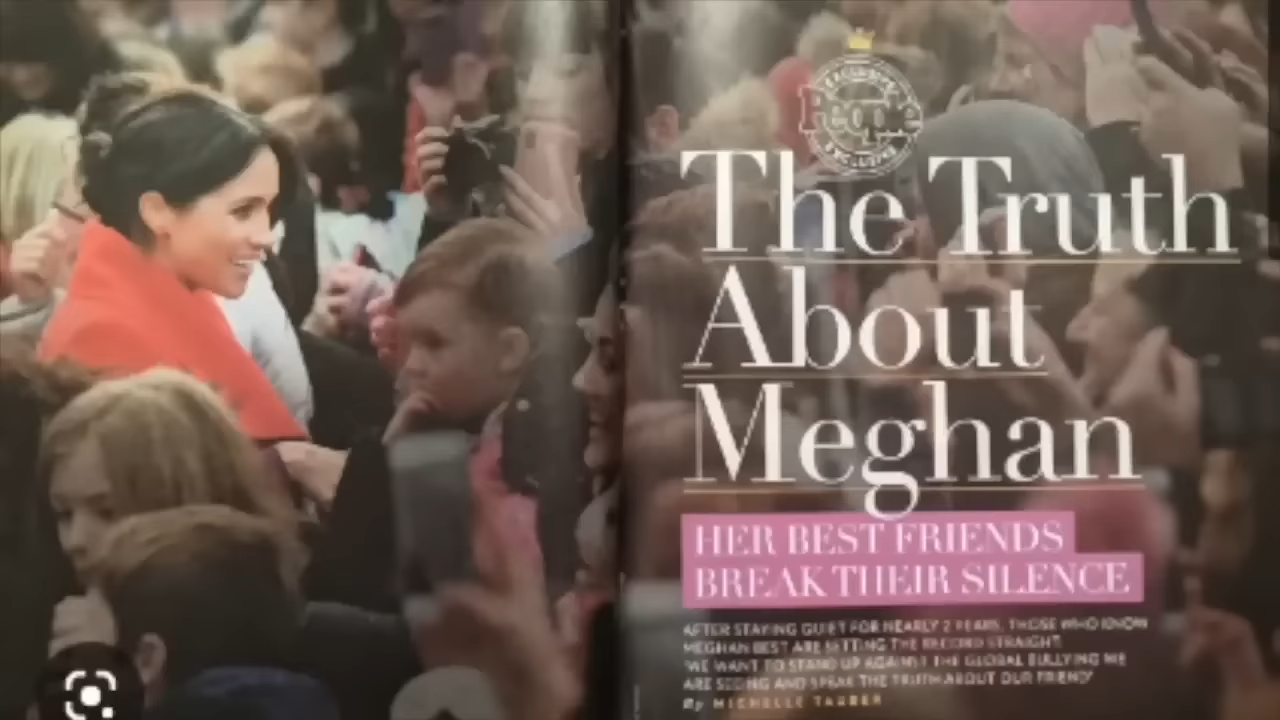 EXCLUSIVE
People
EXCLUSIVE
The Truth
About
Meghan
HER BEST FRIENDS
BREAK THEIR SILENCE
AFTER STAYING QUIET FOR NEARLY 2 YEARS, THOSE WHO KNOW
MEGHAN BEST ARE SETTING THE RECORD STRAIGHT.
'WE WANT TO STAND UP AGAINST THE GLOBAL BULLYING WE
ARE SEEING AND SPEAK THE TRUTH ABOUT OUR FRIEND'
By MICHELLE TAUBER